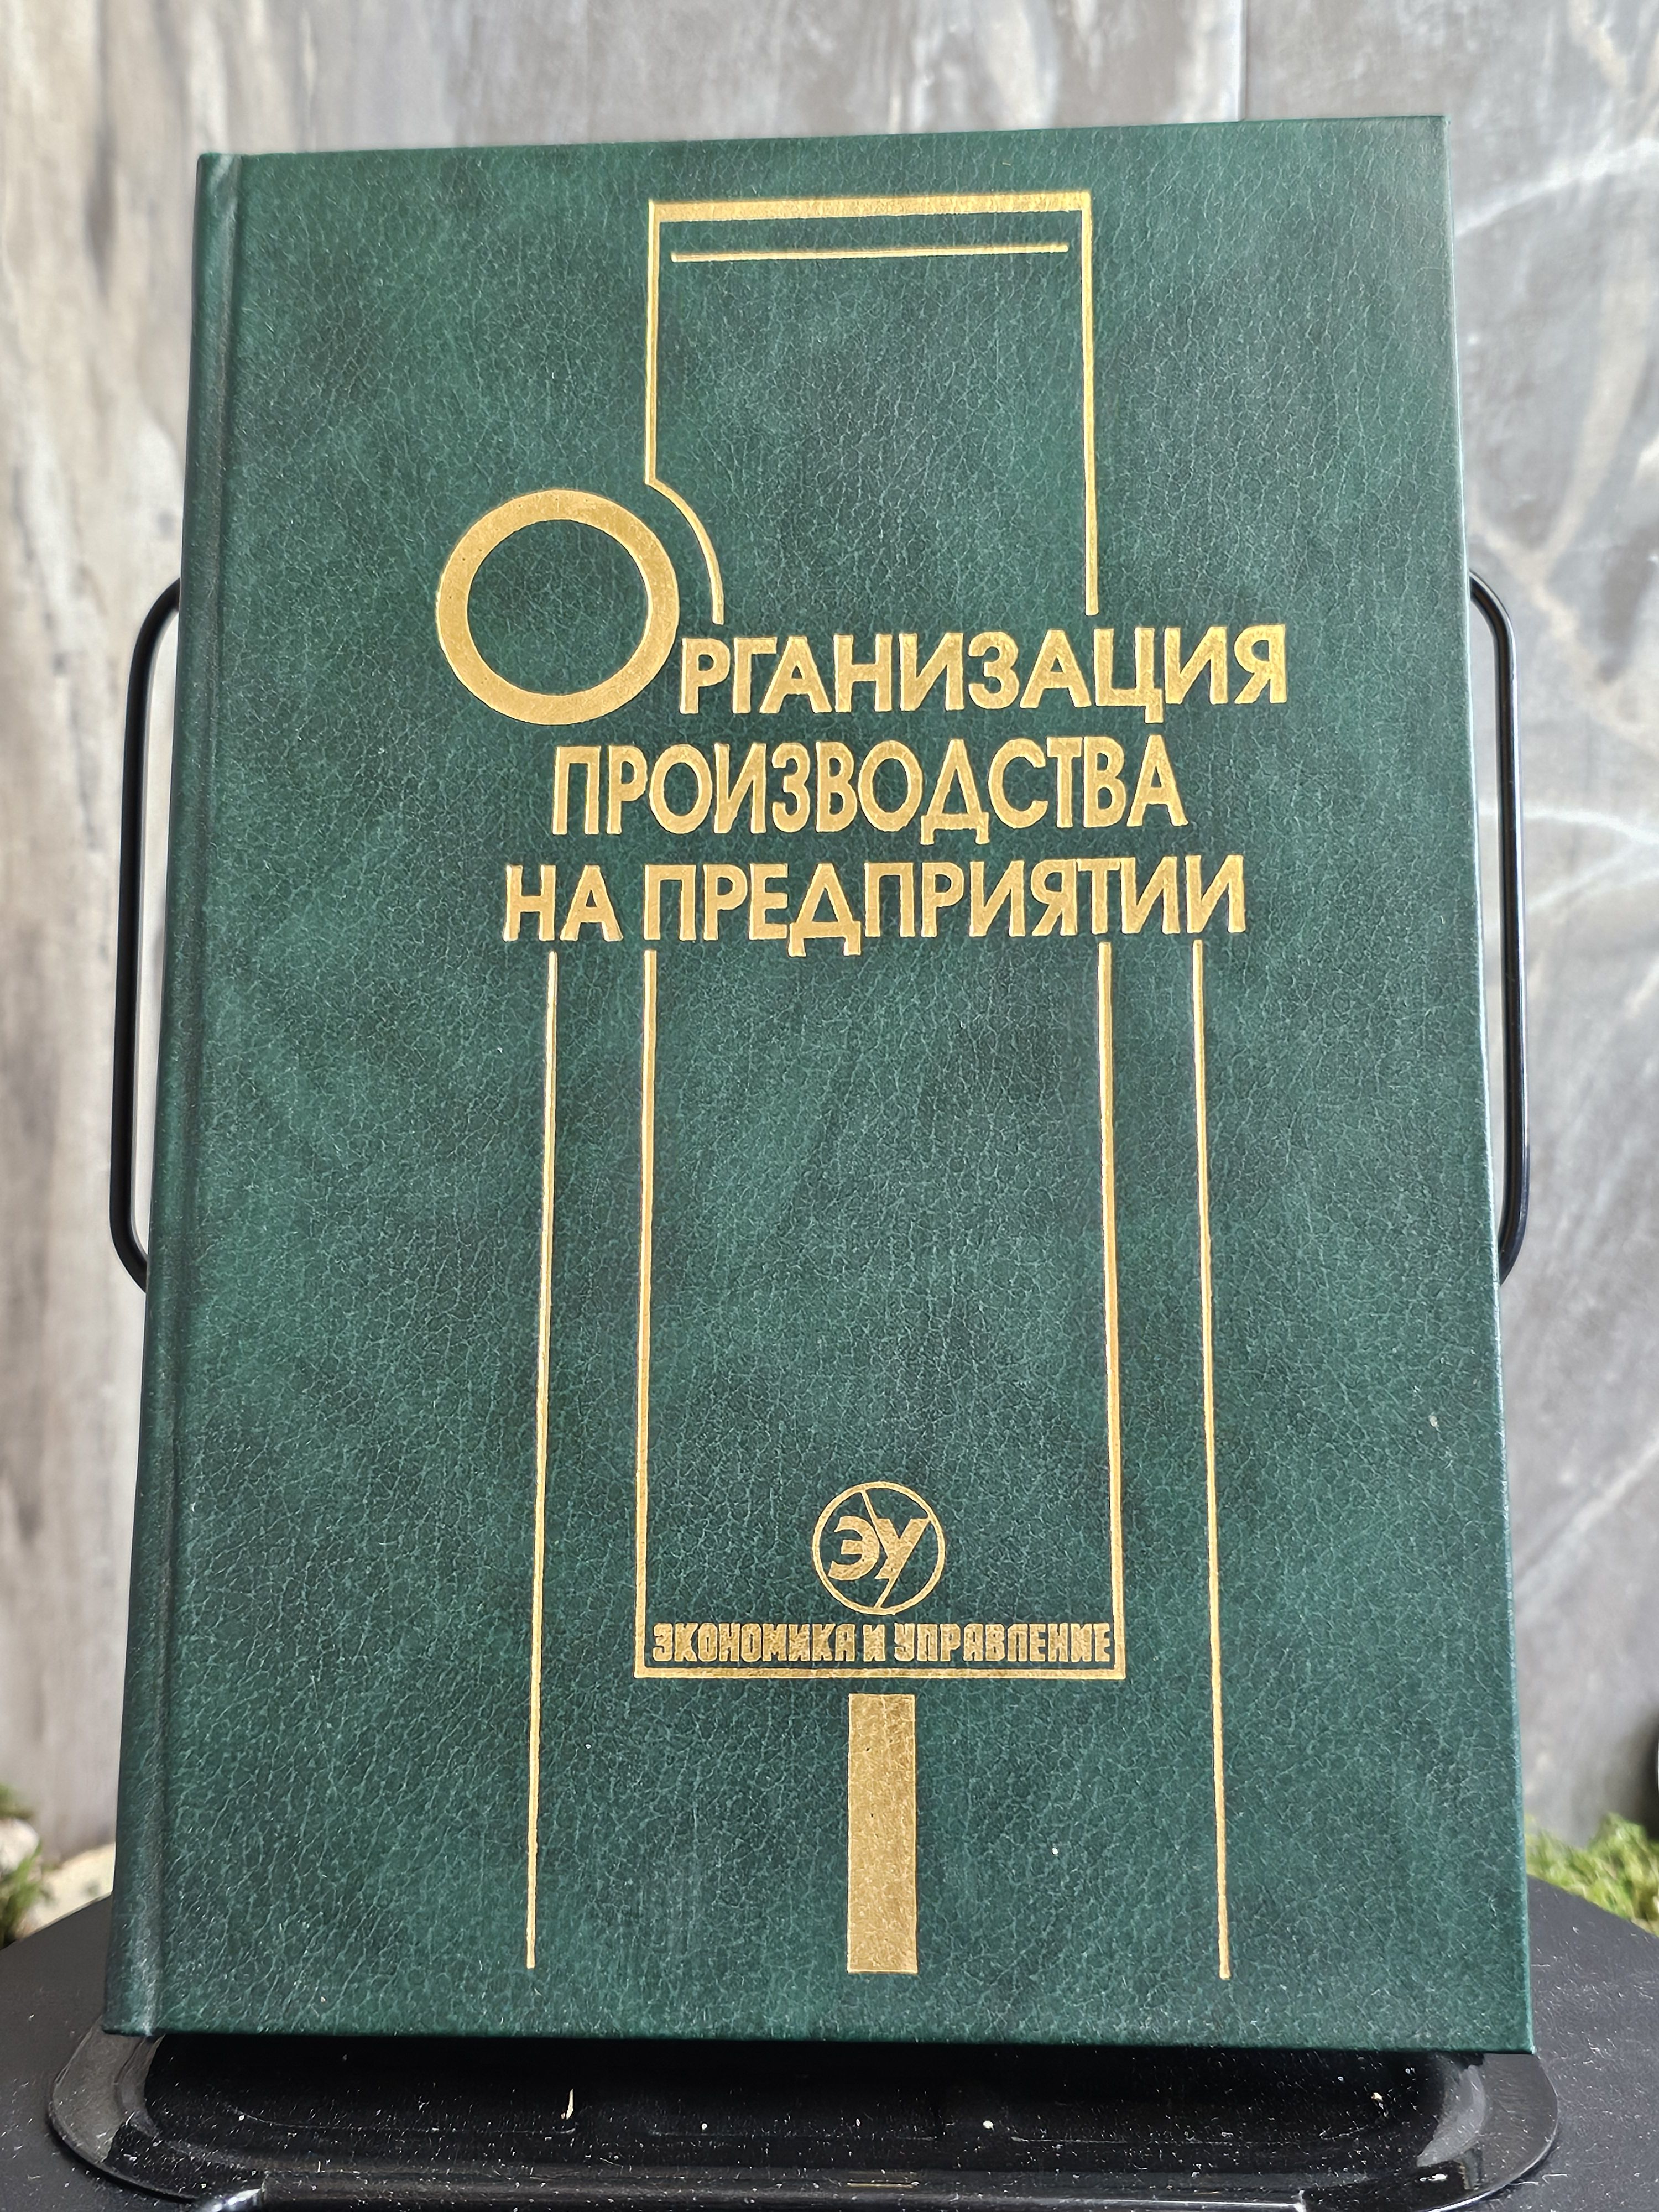 ОРГАНИЗАЦИЯ
ПРОИЗВОДСТВА
НА ПРЕДПРИЯТИИ
ЭУ
ЭКОНОМИКА И УПРАВЛЕНИЕ